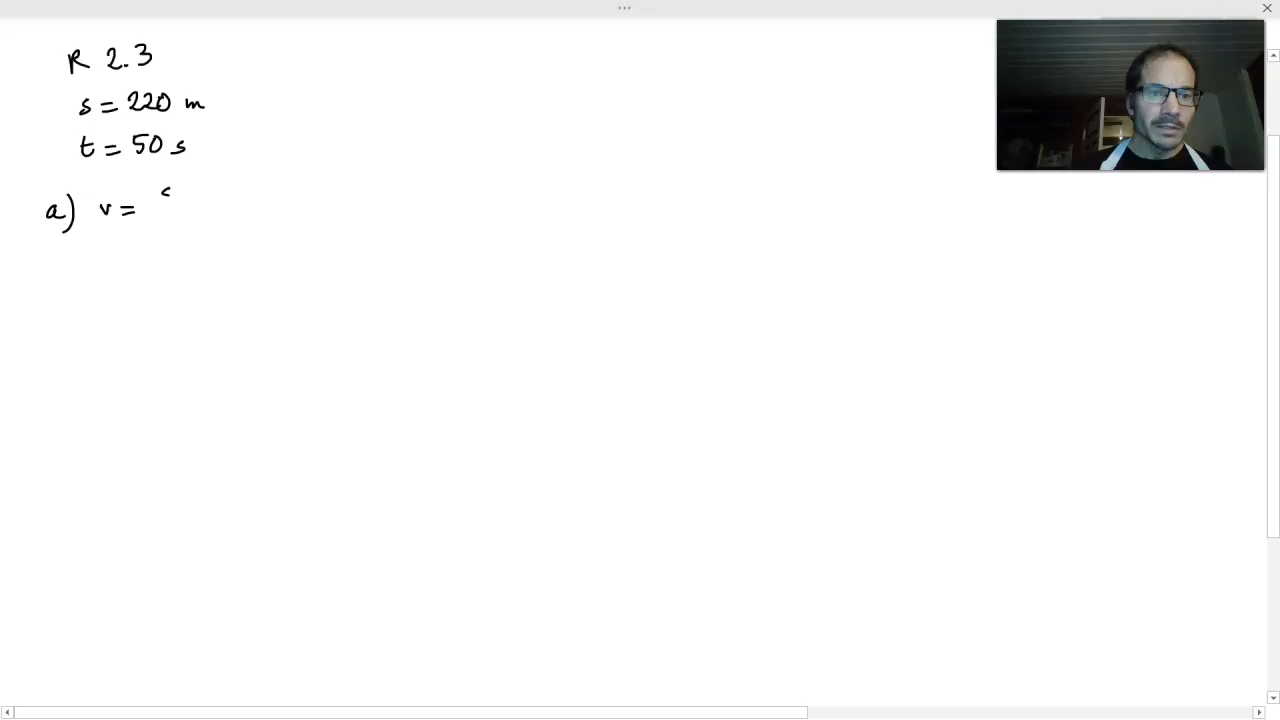 R 2.3
s = 220 m
t = 50 s
a) v =